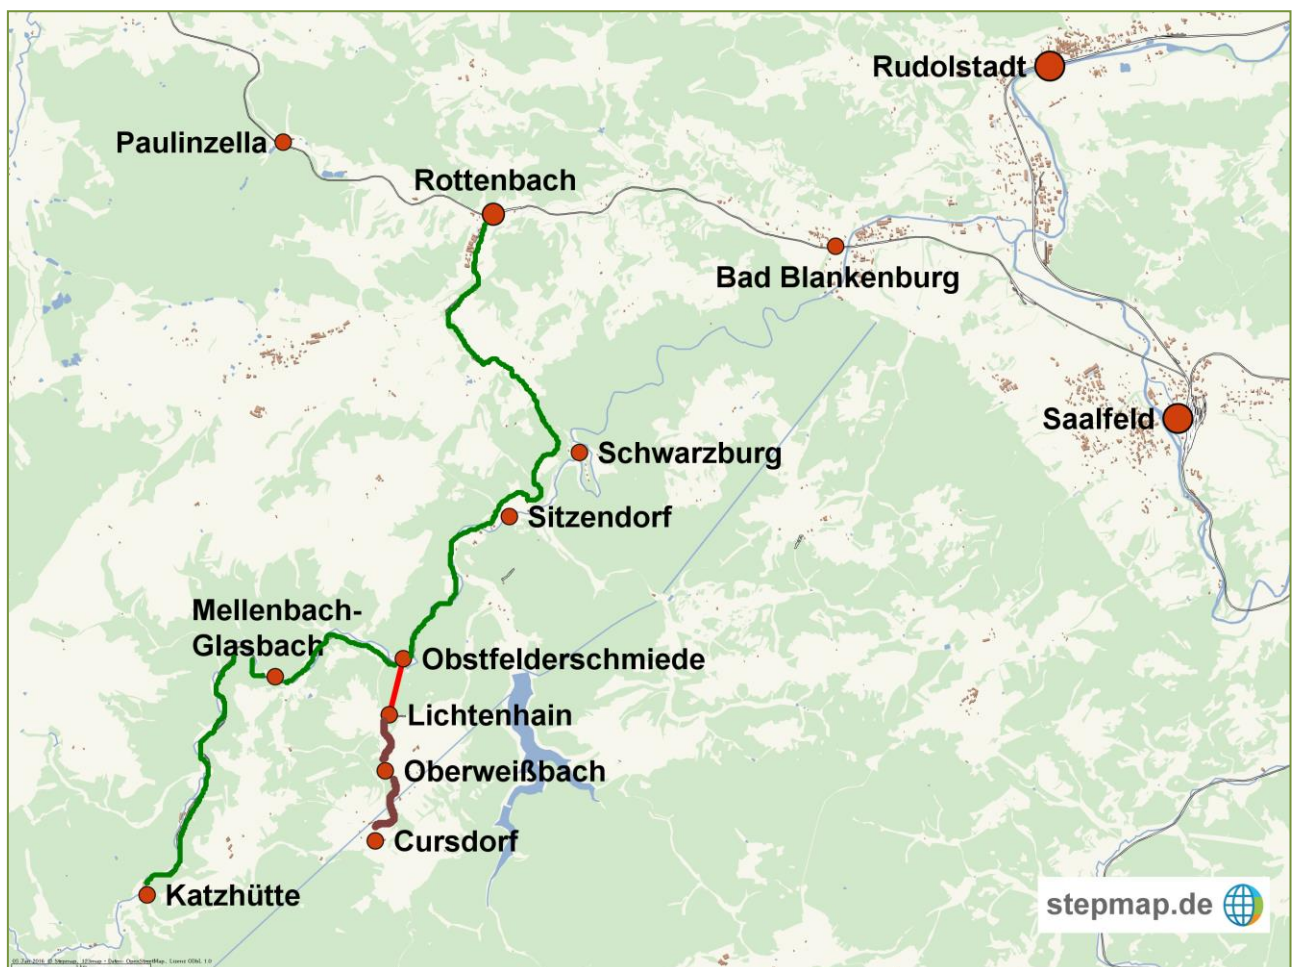 Rudolstadt
Paulinzella
Rottenbach
Bad Blankenburg
Saalfeld
Schwarzburg
Sitzendorf
Mellenbach-
Glasbach
Obstfelderschmiede
Lichtenhain
Oberweißbach
Cursdorf
Katzhütte
stepmap.de